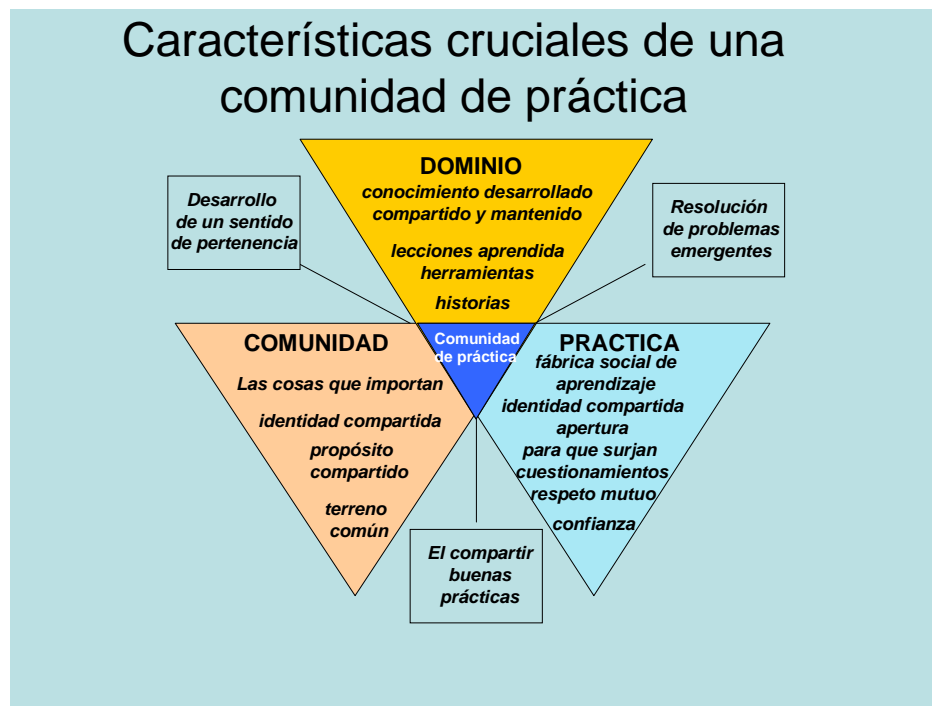 Características cruciales de una
comunidad de práctica
DOMINIO
conocimiento desarrollado
compartido y mantenido
lecciones aprendida
herramientas
historias
Desarrollo
de un sentido
de pertenencia
Resolución
de problemas
emergentes
COMUNIDAD
Las cosas que importan
identidad compartida
propósito
compartido
terreno
común
Comunidad
de práctica
PRACTICA
fábrica social de
aprendizaje
identidad compartida
apertura
para que surjan
cuestionamientos
respeto mutuo
confianza
El compartir
buenas
prácticas